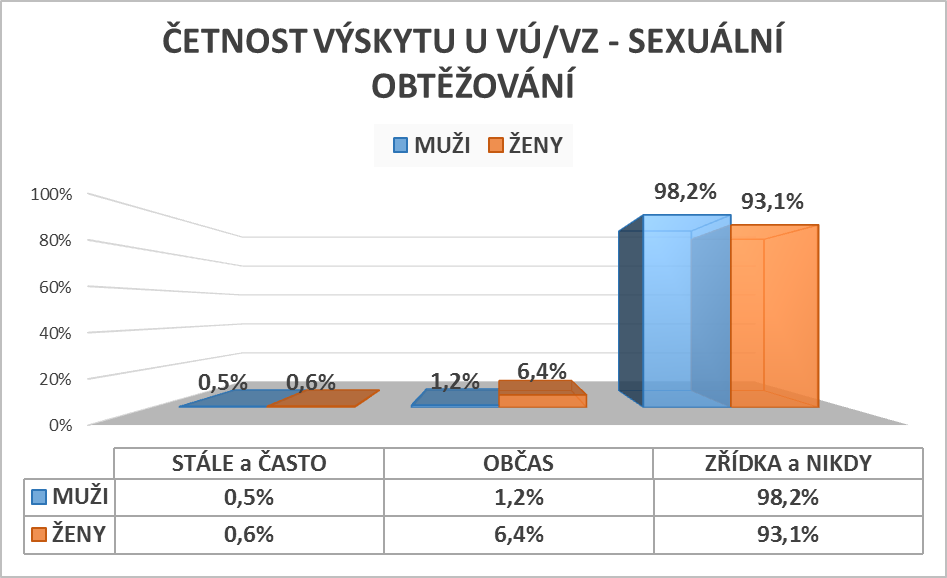 ČETNOST VÝSKYTU U VÚ/VZ - SEXUÁLNÍ
OBTĚŽOVÁNÍ
MUŽI ŽENY
100%
80%
60%
40%
20%
0%
0,5% 0,6% 1,2% 6,4% 98,2% 93,1%
STÁLE a ČASTO OBČAS ZŘÍDKA a NIKDY
MUŽI 0,5% 1,2% 98,2%
ŽENY 0,6% 6,4% 93,1%